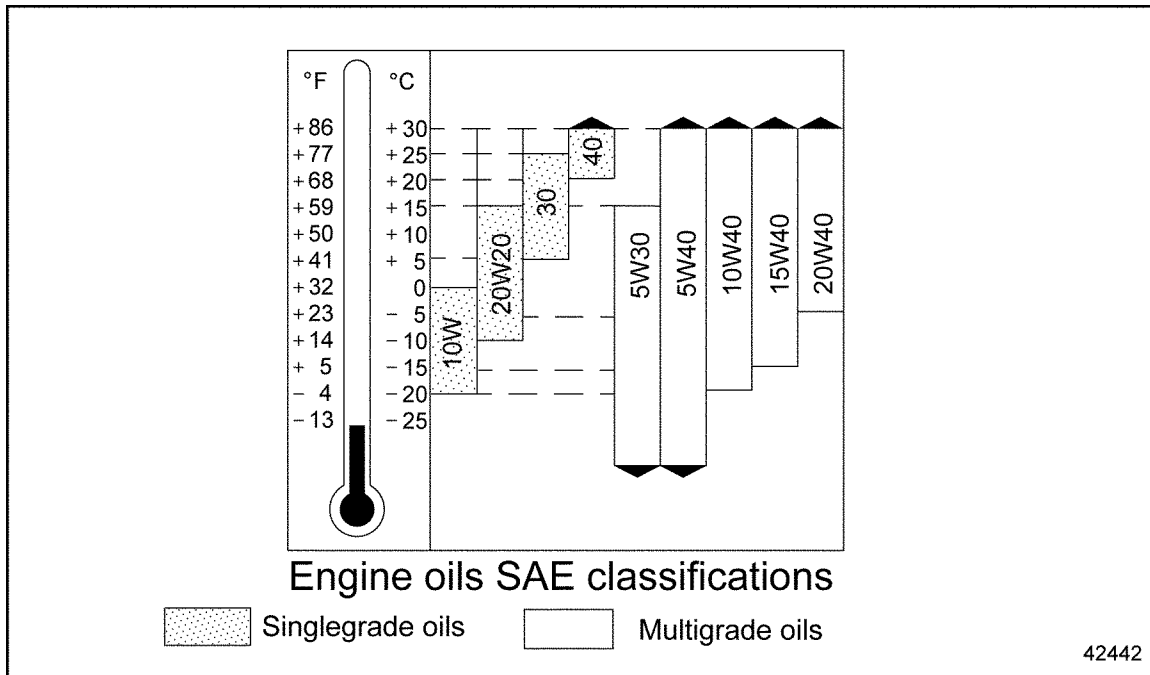 °F °C
+ 86 + 30
+ 77 + 25
+ 68 + 20
+ 59 + 15
+ 50 + 10
+ 41 + 5
+ 32 0
+ 23 - 5
+ 14 - 10
+ 5 - 15
- 4 - 20
- 13 - 25
10W
20W20
30
40
5W30
5W40
10W40
15W40
20W40
Engine oils SAE classifications
Singlegrade oils
Multigrade oils
42442